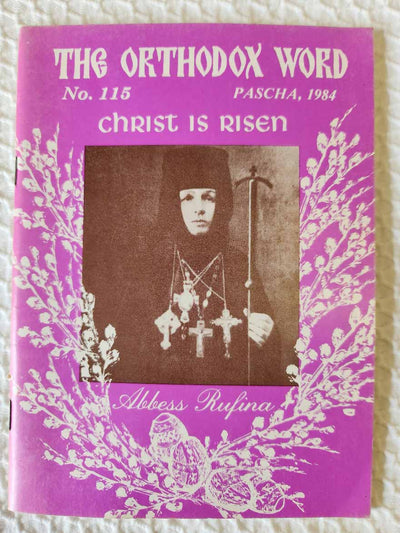 THE ORTHODOX WORD
No. 115 PASCHA, 1984
CHRIST IS RISEN
Abbess Rufina